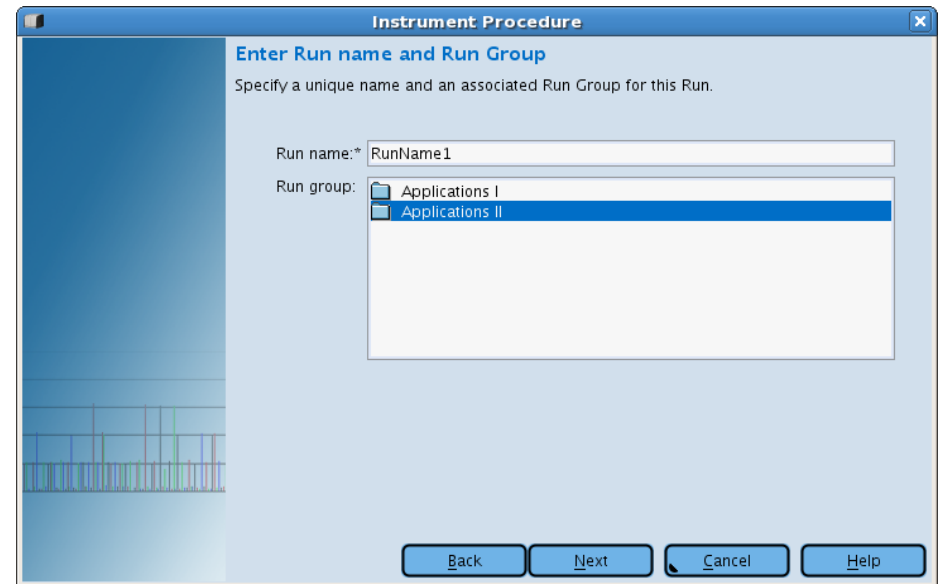 Instrument Procedure
Enter Run name and Run Group
Specify a unique name and an associated Run Group for this Run.
Run name:* RunName1
Run group: Applications I
Applications II
Back Next Cancel Help